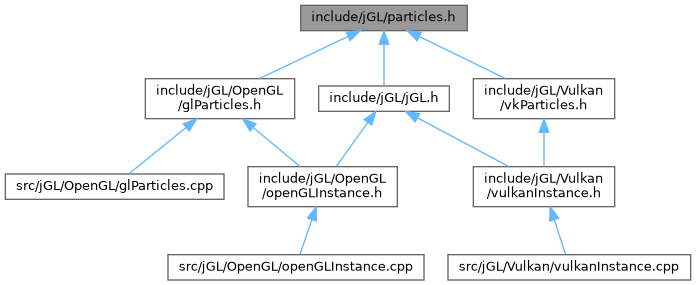 include/jGL/particles.h
include/jGL/OpenGL
/glParticles.h
include/jGL/jGL.h
include/jGL/Vulkan
/vkParticles.h
src/jGL/OpenGL/glParticles.cpp
include/jGL/OpenGL
/openGLInstance.h
include/jGL/Vulkan
/vulkanInstance.h
src/jGL/OpenGL/openGLInstance.cpp
src/jGL/Vulkan/vulkanInstance.cpp